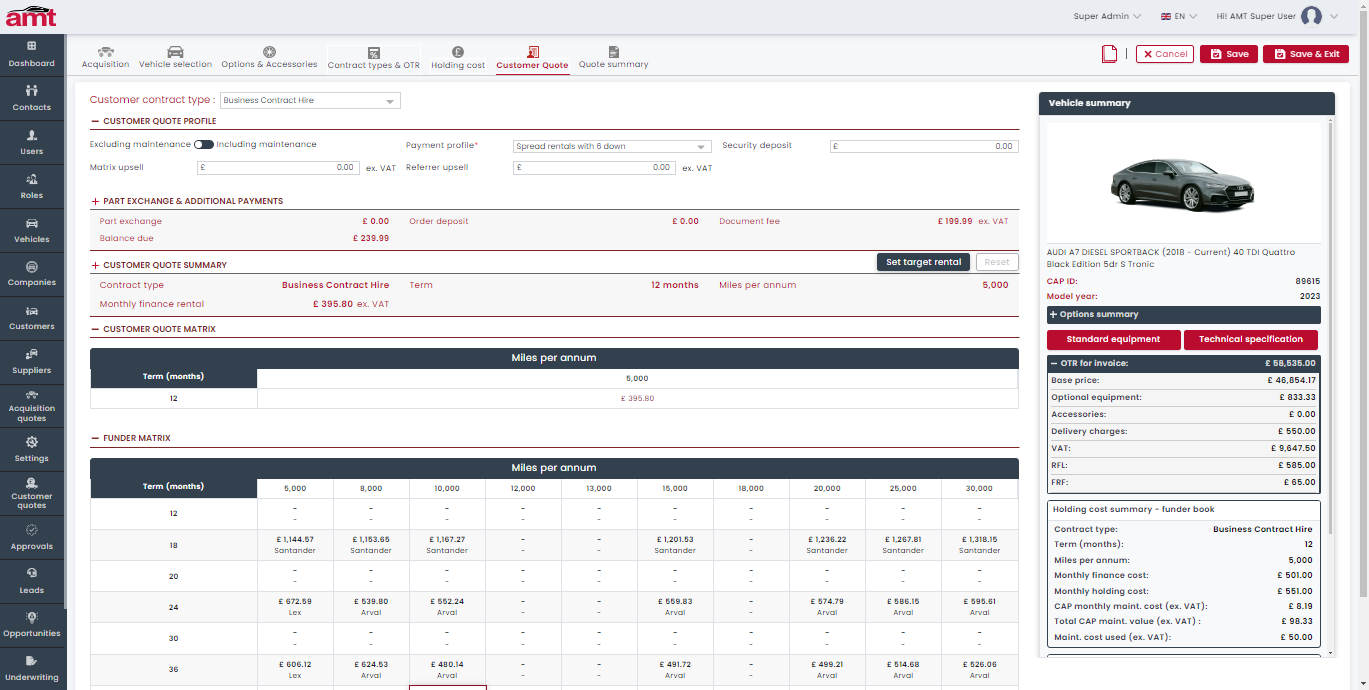 amt
Super Admin
EN
Hi! AMT Super User
Dashboard
Contacts
Users
Roles
Vehicles
Companies
Customers
Suppliers
Acquisition
quotes
Settings
Customer
quotes
Approvals
Leads
Opportunities
Underwriting
Acquisition
Vehicle selection
Options & Accessories
Contract types & OTR
Holding cost
Customer Quote
Quote summary
Cancel
Save
Save & Exit
Customer contract type :
Business Contract Hire
CUSTOMER QUOTE PROFILE
Excluding maintenance
Including maintenance
Payment profile*
Spread rentals with 6 down
Security deposit
£ 0.00
Matrix upsell
£ 0.00 ex. VAT
Referrer upsell
£ 0.00 ex. VAT
PART EXCHANGE & ADDITIONAL PAYMENTS
Part exchange £ 0.00
Order deposit £ 0.00
Document fee £ 199.99 ex. VAT
Balance due £ 239.99
CUSTOMER QUOTE SUMMARY
Set target rental
Reset
Contract type Business Contract Hire
Term 12 months
Miles per annum 5,000
Monthly finance rental £ 395.80 ex. VAT
CUSTOMER QUOTE MATRIX
Miles per annum
Term (months) 5,000
12 £ 395.80
FUNDER MATRIX
Miles per annum
Term (months) 5,000 8,000 10,000 12,000 13,000 15,000 18,000 20,000 25,000 30,000
12 - - - - - - - - - -
- - - - - - - - - -
18 £ 1,144.57 £ 1,153.65 £ 1,167.27 - - £ 1,201.53 - £ 1,236.22 £ 1,267.81 £ 1,318.15
Santander Santander Santander - - Santander - Santander Santander Santander
20 - - - - - - - - - -
- - - - - - - - - -
24 £ 672.59 £ 539.80 £ 552.24 - - £ 559.83 - £ 574.79 £ 586.15 £ 595.61
Lex Arval Arval - - Arval - Arval Arval Arval
30 - - - - - - - - - -
- - - - - - - - - -
36 £ 606.12 £ 624.53 £ 480.14 - - £ 491.72 - £ 499.21 £ 514.68 £ 526.06
Lex Arval Arval - - Arval - Arval Arval Arval
Vehicle summary
AUDI A7 DIESEL SPORTBACK (2018 - Current) 40 TDI Quattro
Black Edition 5dr S Tronic
CAP ID: 89615
Model year: 2023
Options summary
Standard equipment
Technical specification
OTR for invoice: £ 58,535.00
Base price: £ 46,854.17
Optional equipment: £ 833.33
Accessories: £ 0.00
Delivery charges: £ 550.00
VAT: £ 9,647.50
RFL: £ 585.00
FRF: £ 65.00
Holding cost summary - funder book
Contract type: Business Contract Hire
Term (months): 12
Miles per annum: 5,000
Monthly finance cost: £ 501.00
Monthly holding cost: £ 551.00
CAP monthly maint. cost (ex. VAT): £ 8.19
Total CAP maint. value (ex. VAT) : £ 98.33
Maint. cost used (ex. VAT): £ 50.00